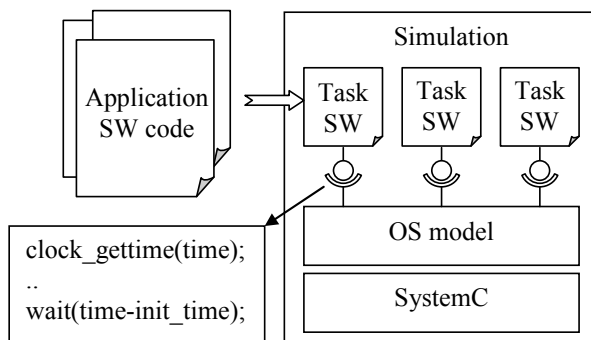 Application
SW code
Simulation
Task
SW
Task
SW
Task
SW
OS model
SystemC
clock_gettime(time);
..
wait(time-init_time);